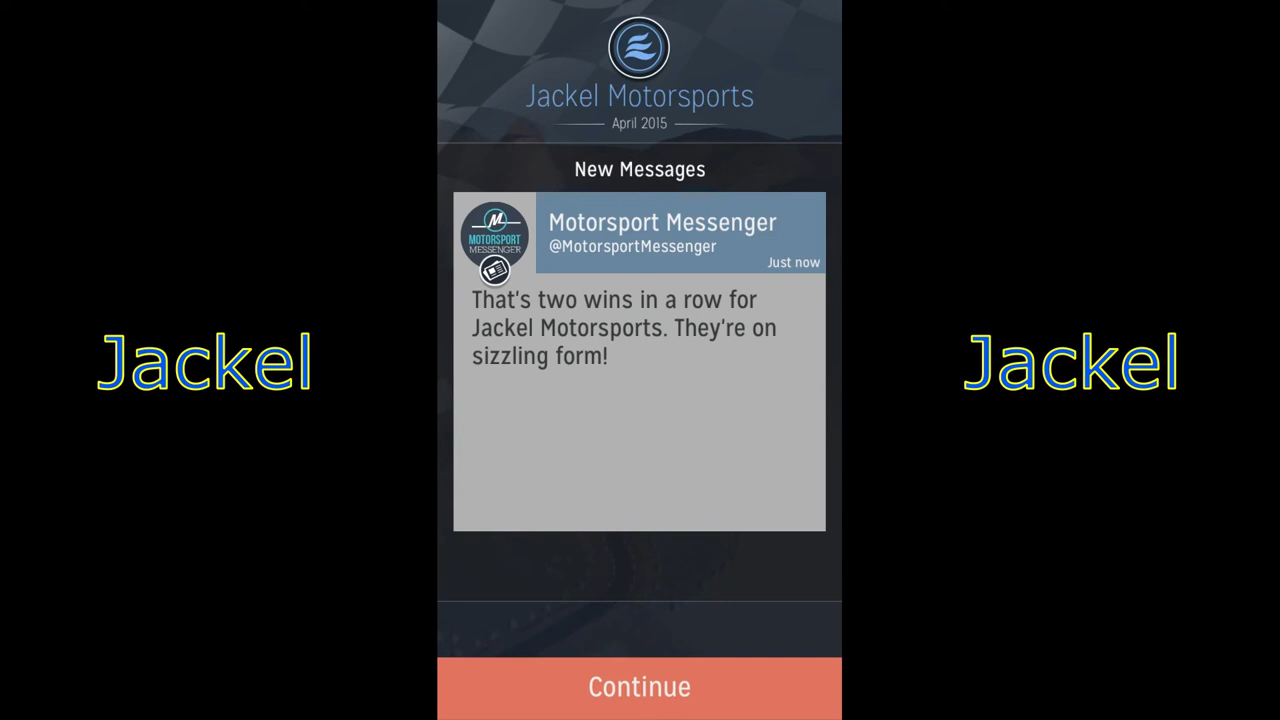 Jackel Motorsports
April 2015
New Messages
MOTORSPORT
MESSENGER
Motorsport Messenger
@MotorsportMessenger
Just now
That's two wins in a row for
Jackel Motorsports. They're on
sizzling form!
Jackel
Jackel
Continue